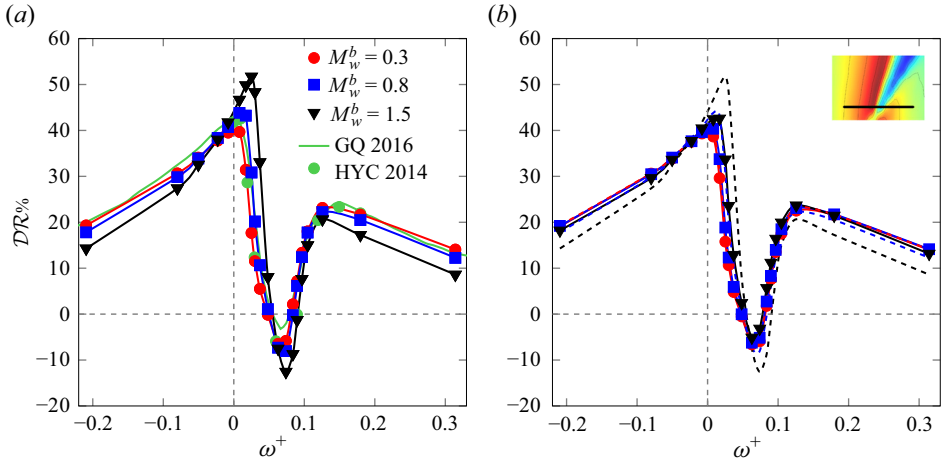 (a)
60
50
40
30
20
10
0
−10
−20
DR%
−0.2 −0.1 0 0.1 0.2 0.3
ω+
M_w^b = 0.3
M_w^b = 0.8
M_w^b = 1.5
GQ 2016
HYC 2014
(b)
60
50
40
30
20
10
0
−10
−20
−0.2 −0.1 0 0.1 0.2 0.3
ω+